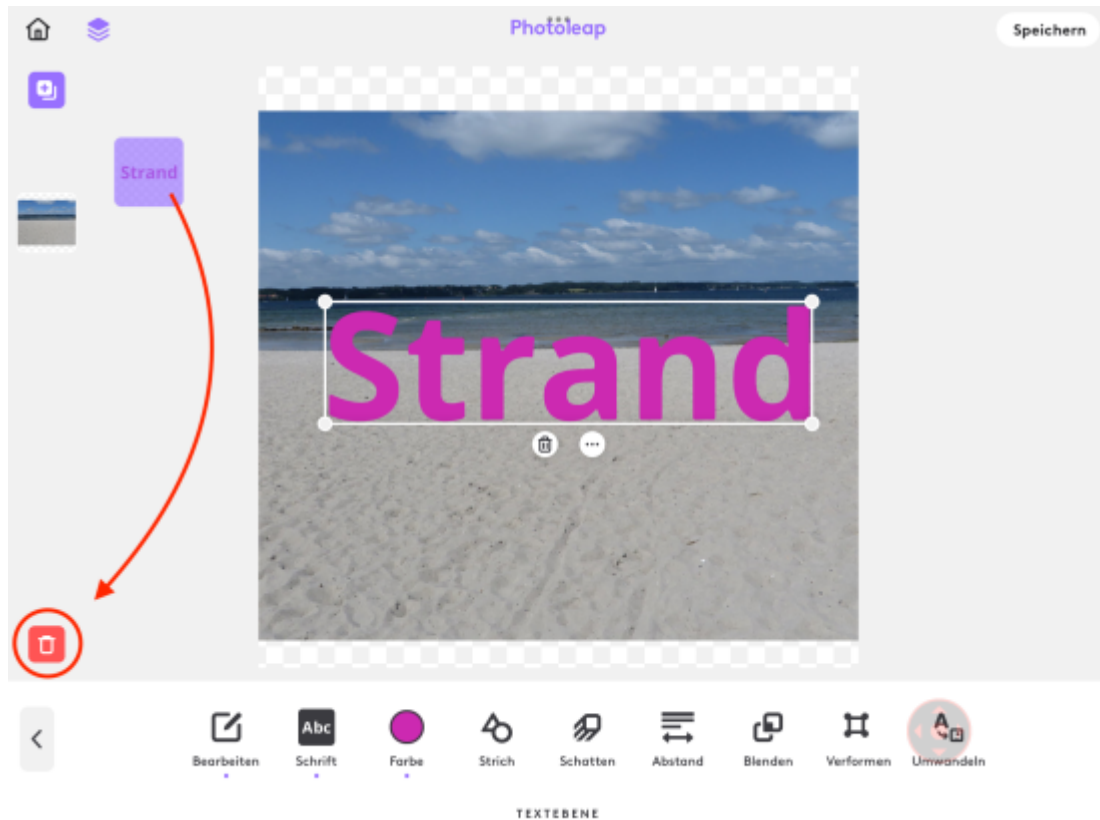 Photoleap
Speichern
Strand
Strand
Abc
Bearbeiten
Schrift
Farbe
Strich
Schatten
Abstand
Blenden
Verformen
A
Umwandeln
TEXTEBENE